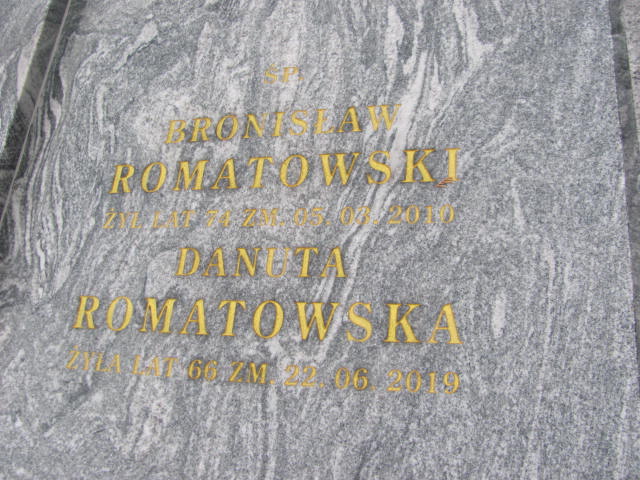 ŚP.
BRONISŁAW
ROMATOWSKI
ŻYŁ LAT 74 ZM. 05. 03. 2010
DANUTA
ROMATOWSKA
ŻYŁA LAT 66 ZM. 22. 06. 2019